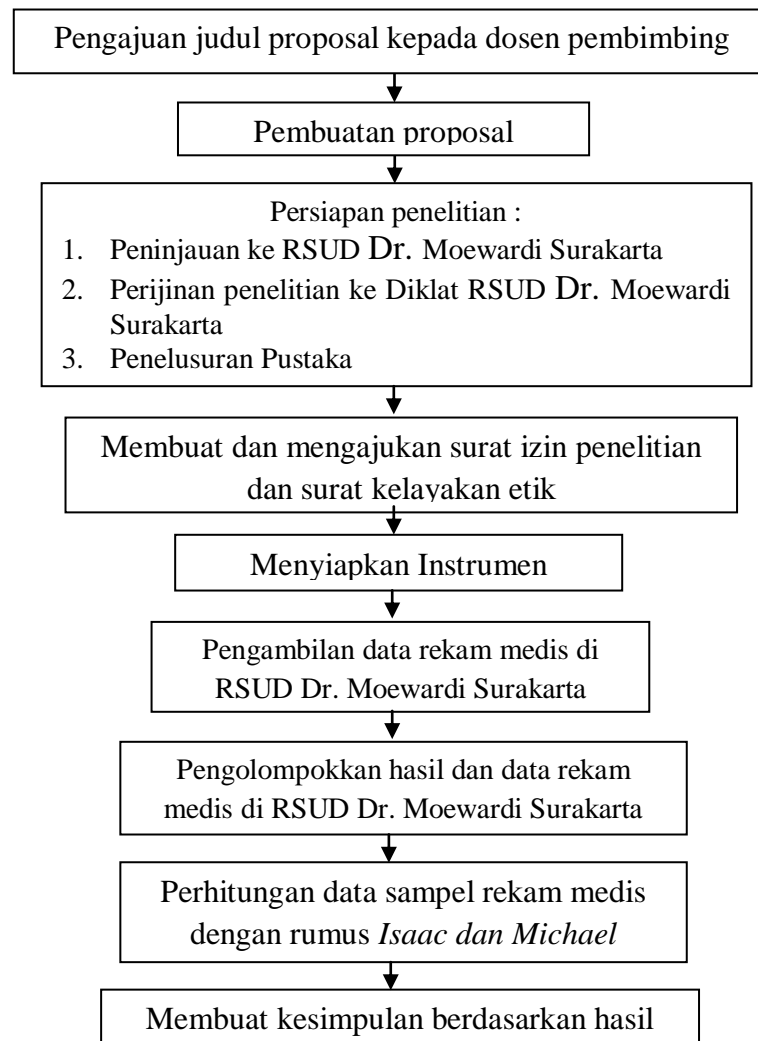 Pengajuan judul proposal kepada dosen pembimbing
Pembuatan proposal
Persiapan penelitian :
1. Peninjauan ke RSUD Dr. Moewardi Surakarta
2. Perijinan penelitian ke Diklat RSUD Dr. Moewardi
Surakarta
3. Penelusuran Pustaka
Membuat dan mengajukan surat izin penelitian
dan surat kelayakan etik
Menyiapkan Instrumen
Pengambilan data rekam medis di
RSUD Dr. Moewardi Surakarta
Pengolompokkan hasil dan data rekam
medis di RSUD Dr. Moewardi Surakarta
Perhitungan data sampel rekam medis
dengan rumus Isaac dan Michael
Membuat kesimpulan berdasarkan hasil